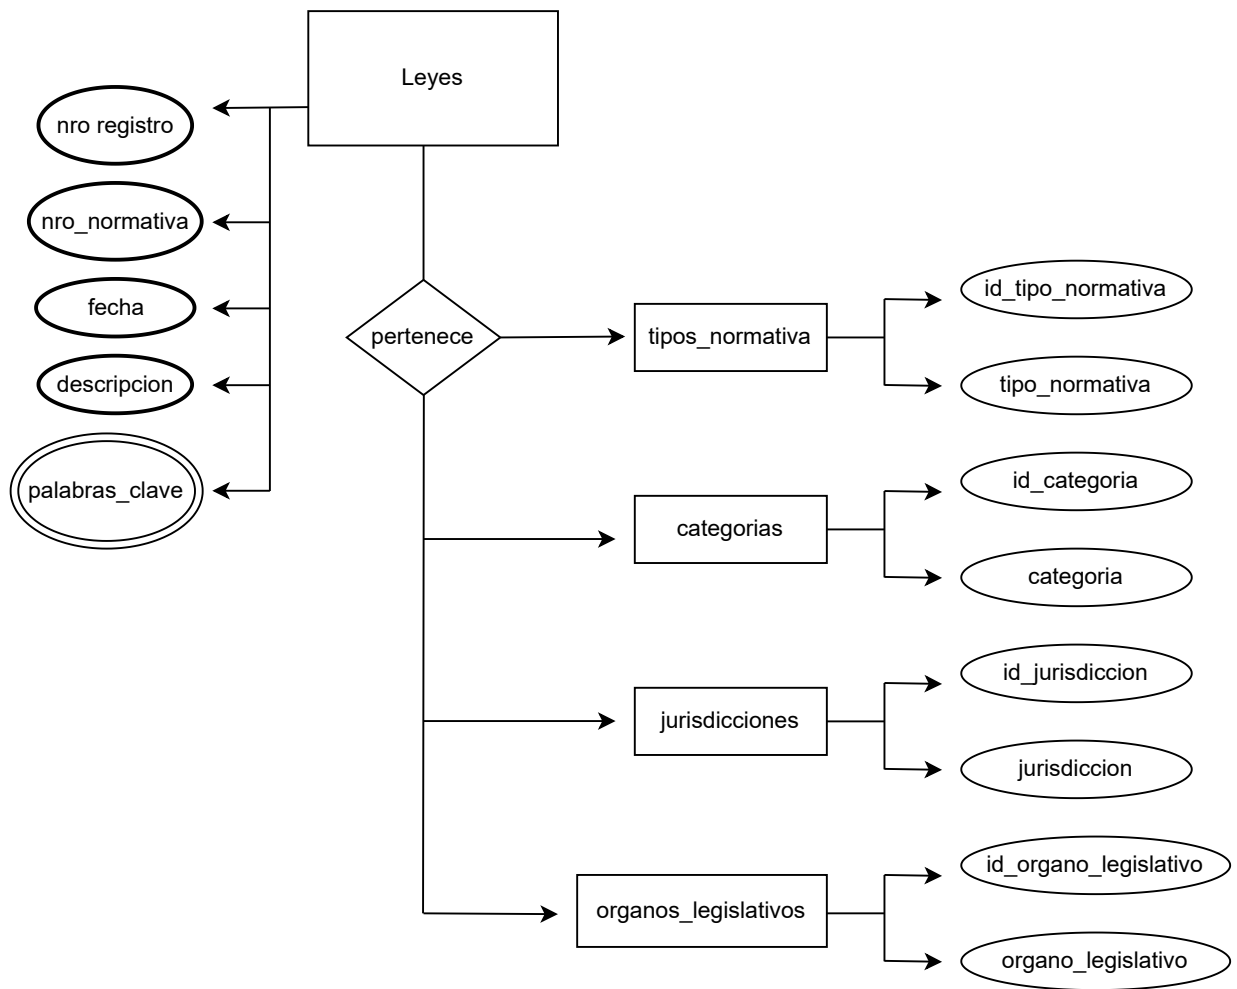 Leyes
nro registro
nro_normativa
fecha
descripcion
palabras_clave
pertenece
tipos_normativa
id_tipo_normativa
tipo_normativa
categorias
id_categoria
categoria
jurisdicciones
id_jurisdiccion
jurisdiccion
organos_legislativos
id_organo_legislativo
organo_legislativo